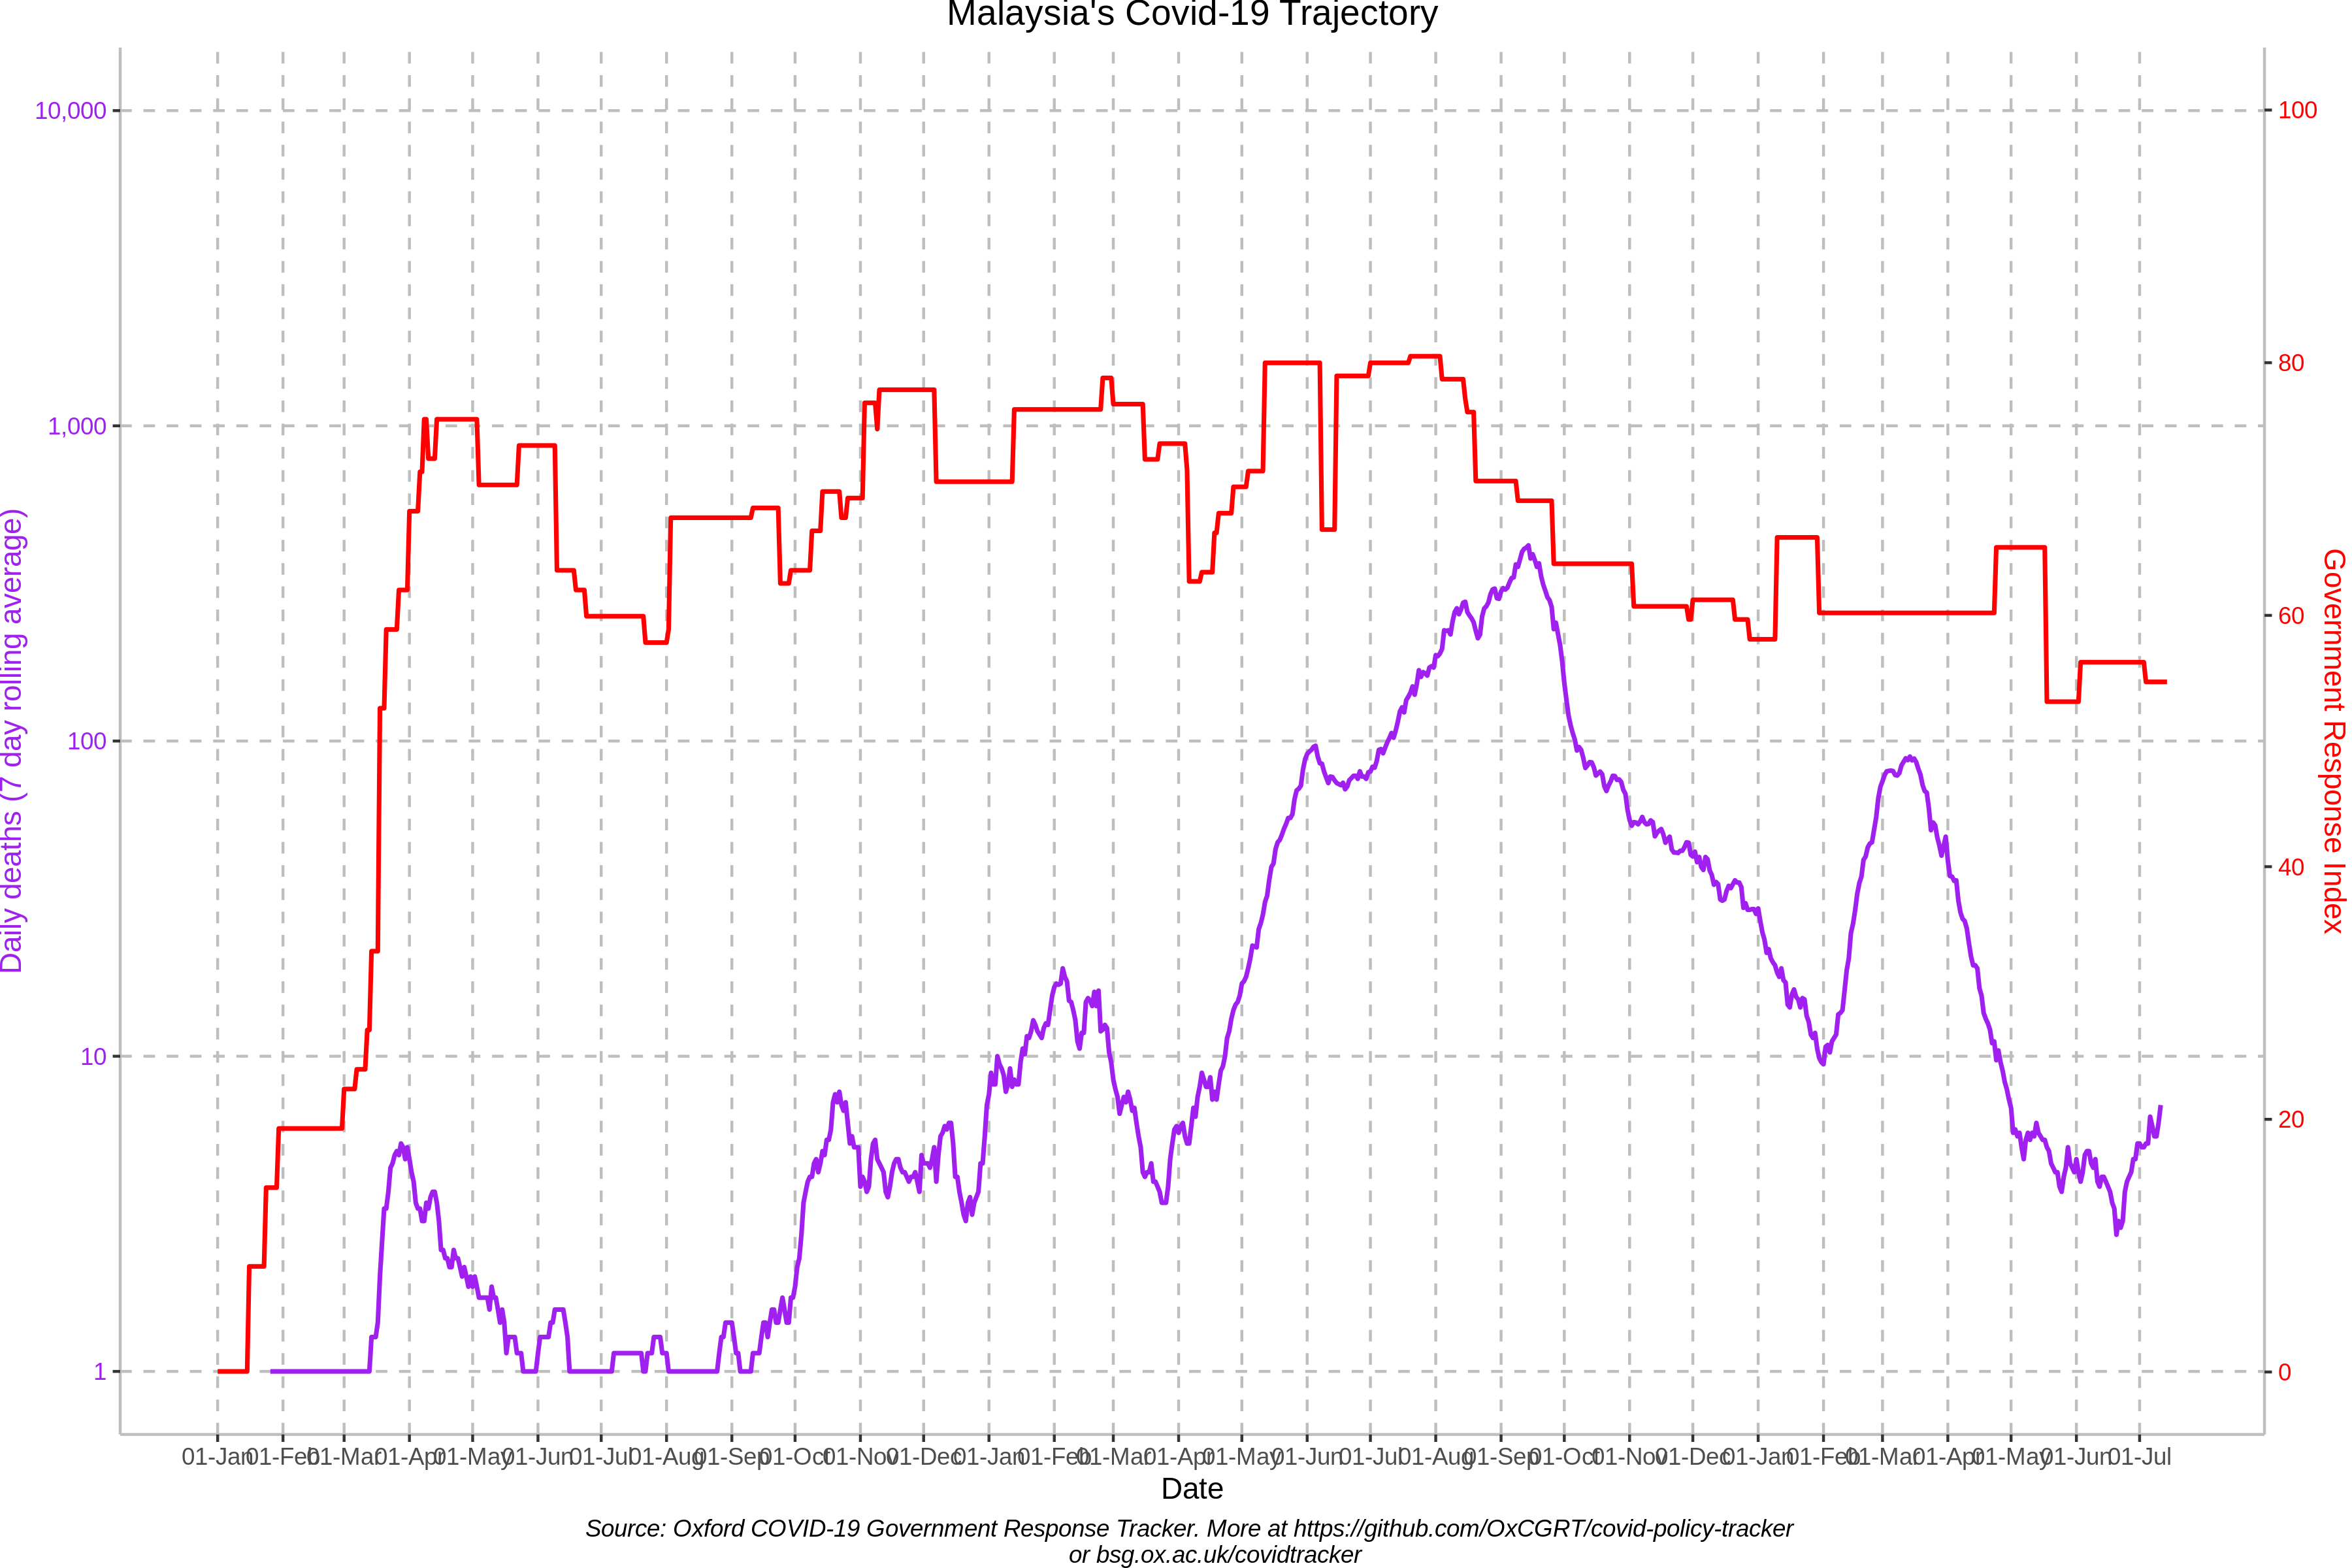 Malaysia's Covid-19 Trajectory
10,000
1,000
100
10
1
Daily deaths (7 day rolling average)
100
80
60
40
20
0
Government Response Index
01-Jan 01-Feb 01-Mar 01-Apr 01-May 01-Jun 01-Jul 01-Aug 01-Sep 01-Oct 01-Nov 01-Dec 01-Jan 01-Feb 01-Mar 01-Apr 01-May 01-Jun 01-Jul 01-Aug 01-Sep 01-Oct 01-Nov 01-Dec 01-Jan 01-Feb 01-Mar 01-Apr 01-May 01-Jun 01-Jul
Date
Source: Oxford COVID-19 Government Response Tracker. More at https://github.com/OxCGRT/covid-policy-tracker
or bsg.ox.ac.uk/covidtracker